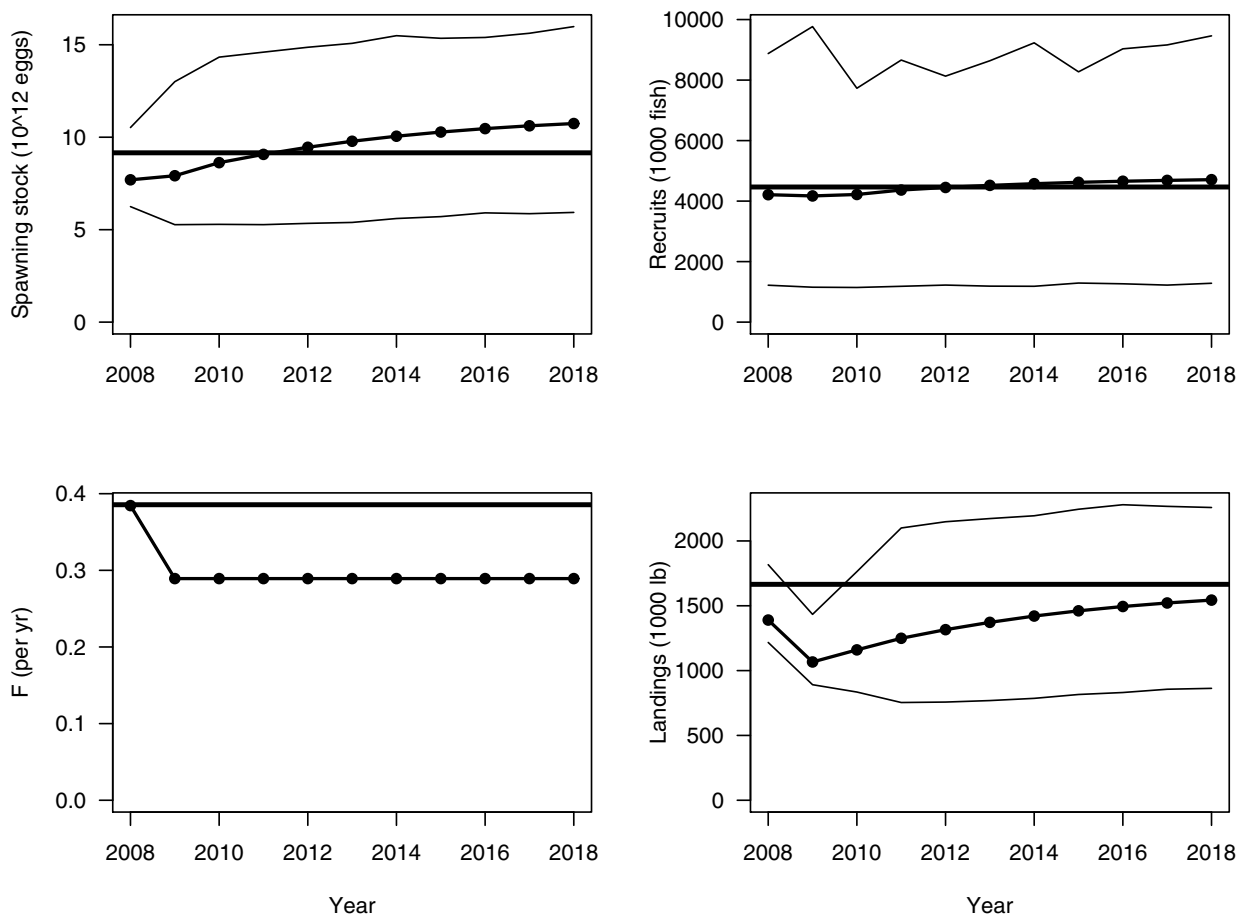 Spawning stock (10^12 eggs)
15
10
5
0
2008 2010 2012 2014 2016 2018
Recruits (1000 fish)
10000
8000
6000
4000
2000
0
2008 2010 2012 2014 2016 2018
F (per yr)
0.4
0.3
0.2
0.1
0.0
2008 2010 2012 2014 2016 2018
Year
Landings (1000 lb)
2000
1500
1000
500
0
2008 2010 2012 2014 2016 2018
Year